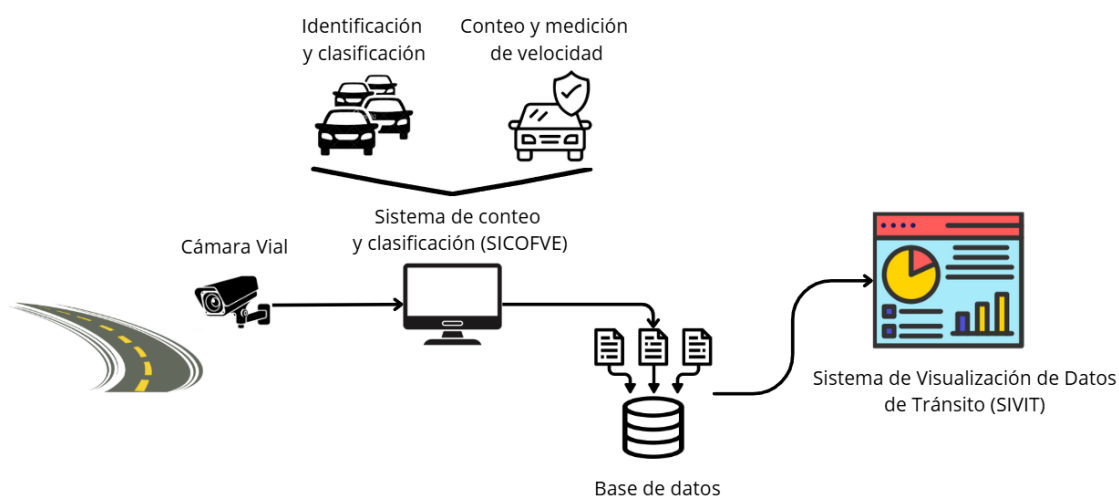 Identificación
y clasificación
Conteo y medición
de velocidad
Sistema de conteo
y clasificación (SICOFVE)
Cámara Vial
Sistema de Visualización de Datos
de Tránsito (SIVIT)
Base de datos